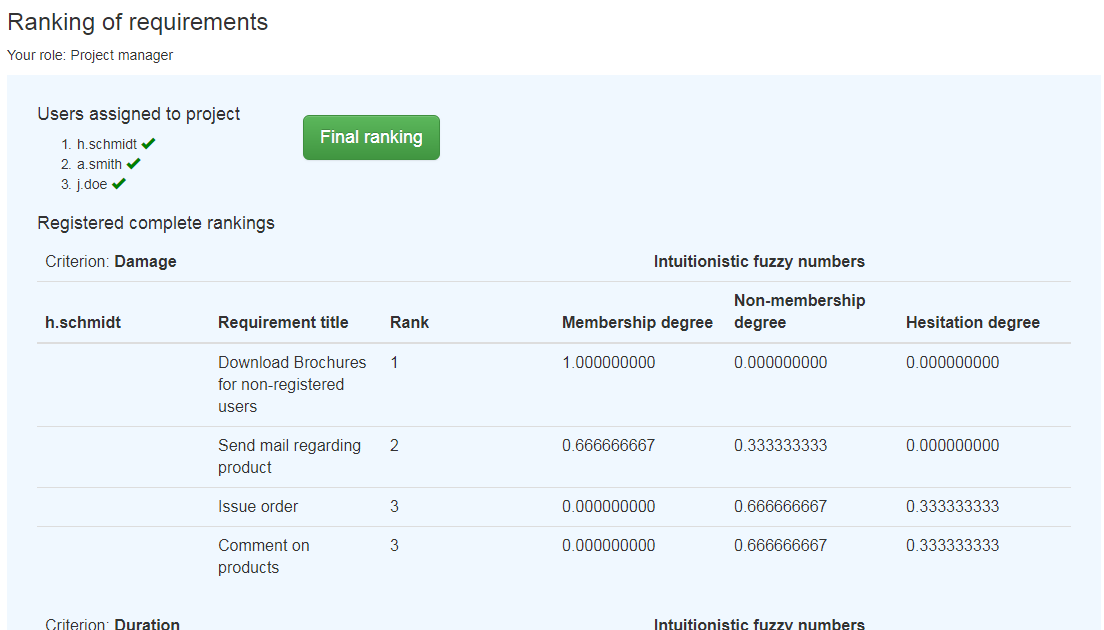 Ranking of requirements
Your role: Project manager
Users assigned to project
1. h.schmidt
2. a.smith
3. j.doe
Final ranking
Registered complete rankings
Criterion: Damage Intuitionistic fuzzy numbers
Non-membership
h.schmidt Requirement title Rank Membership degree degree Hesitation degree
Download Brochures 1 1.000000000 0.000000000 0.000000000
for non-registered
users
Send mail regarding 2 0.666666667 0.333333333 0.000000000
product
Issue order 3 0.000000000 0.666666667 0.333333333
Comment on 3 0.000000000 0.666666667 0.333333333
products
Criterion: Duration Intuitionistic fuzzy numbers